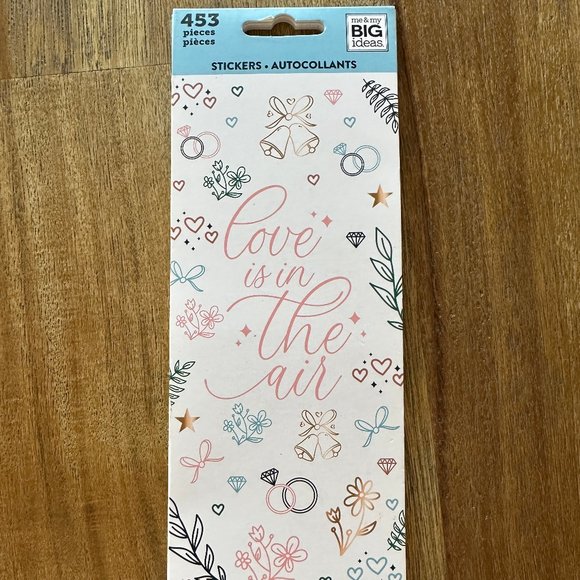 453
pieces
pièces
me & my
BIG
ideas.
STICKERS • AUTOCOLLANTS
love
is in
the
air